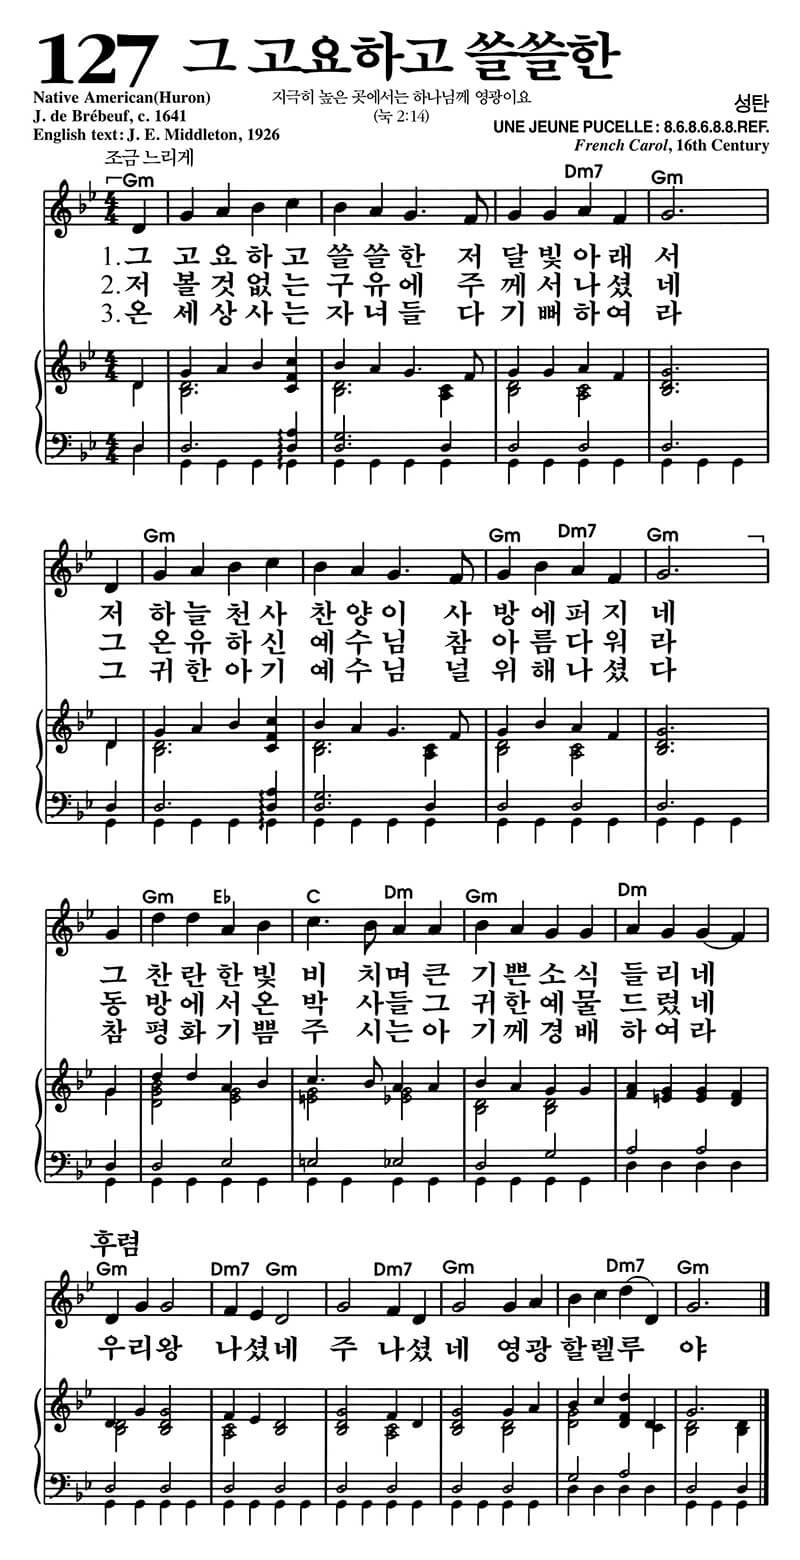 127 그 고요하고 쓸쓸한
Native American(Huron)
J. de Brébeuf, c. 1641
English text: J. E. Middleton, 1926
지극히 높은 곳에서는 하나님께 영광이요
(눅 2:14)
성탄
UNE JEUNE PUCELLE: 8.6.8.6.8.8.REF.
French Carol, 16th Century
조금 느리게
Gm Dm7 Gm
1.그 고요하고 쓸쓸한 저 달빛아래서
2.저 볼것없는 구유에 주께서나셨네
3.온 세상사는 자녀들 다 기뻐하여라
Gm Gm Dm7 Gm
저 하늘천사 찬양이 사방에퍼지네
그 온유하신 예수님 참 아름다워라
그 귀한아기 예수님 널 위해나셨다
Gm E♭ C Dm Gm Dm
그 찬란한빛 비치며큰 기쁜소식 들리네
동방에서온 박사들그 귀한예물드렸네
참 평화기쁨 주시는아기께경배 하여라
후렴
Gm Dm7 Gm Dm7 Gm Dm7 Gm
우리왕 나셨네 주 나셨네 영광할렐루야